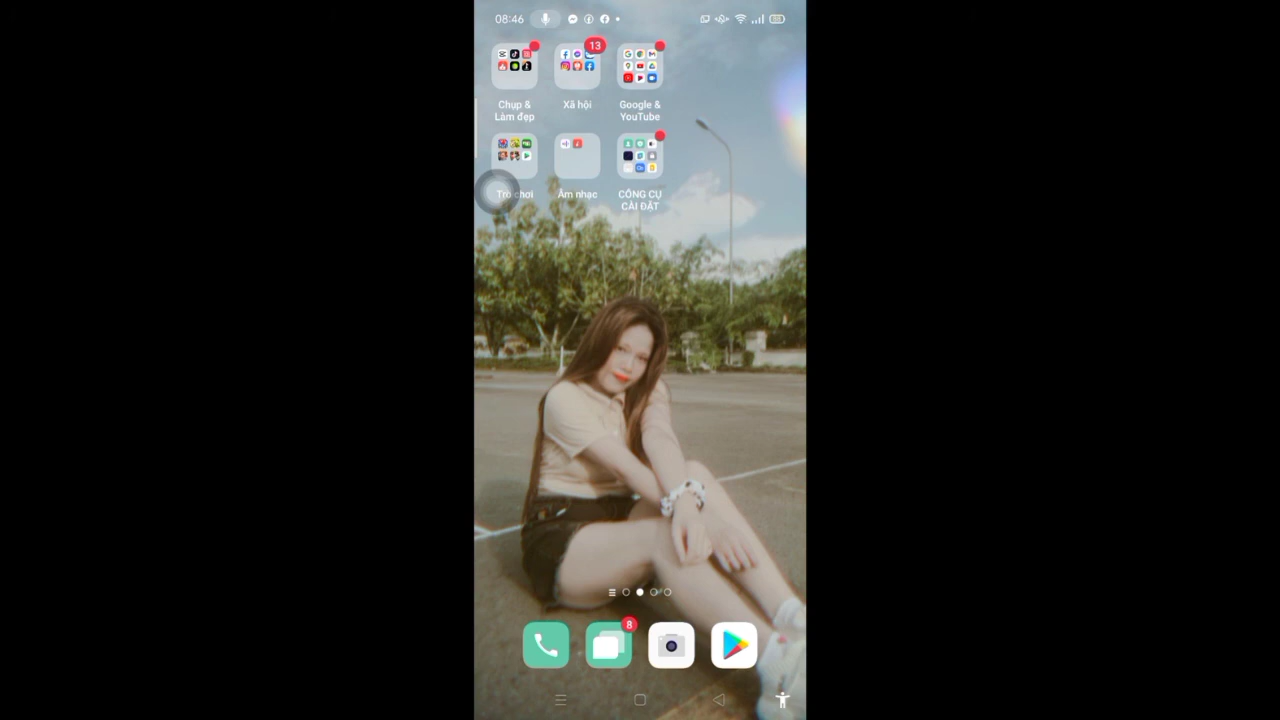 08:46
13
Chụp &
Làm đẹp
Xã hội
Google &
YouTube
Trò chơi
Âm nhạc
CÔNG CỤ
CÀI ĐẶT
8